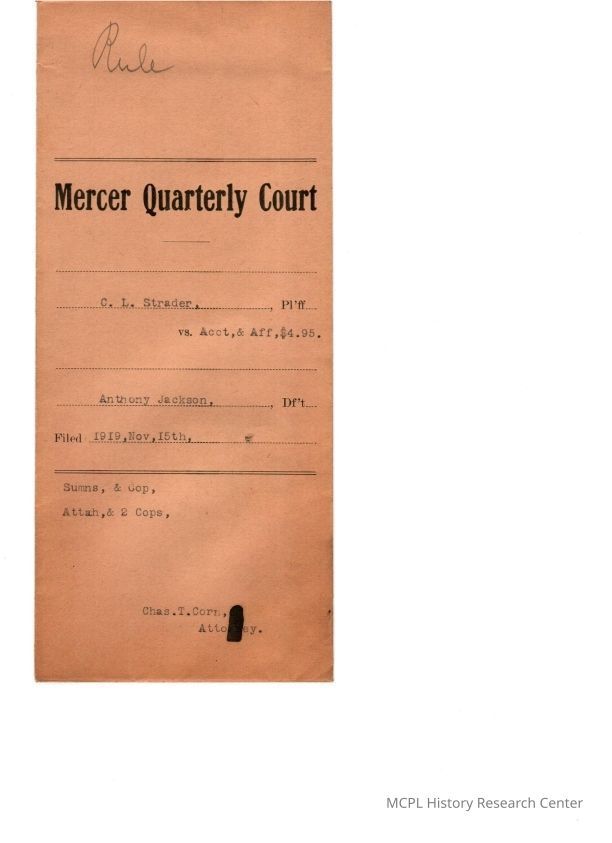 Rule
Mercer Quarterly Court
C. L. Strader, , Pl'ff
vs. Acct,& Aff,$4.95.
Anthony Jackson, , Df't
Filed 1919,Nov,15th,
Sumns, & Cop,
Attah,& 2 Cops,
Chas.T.Corn,
Attorney.
MCPL History Research Center